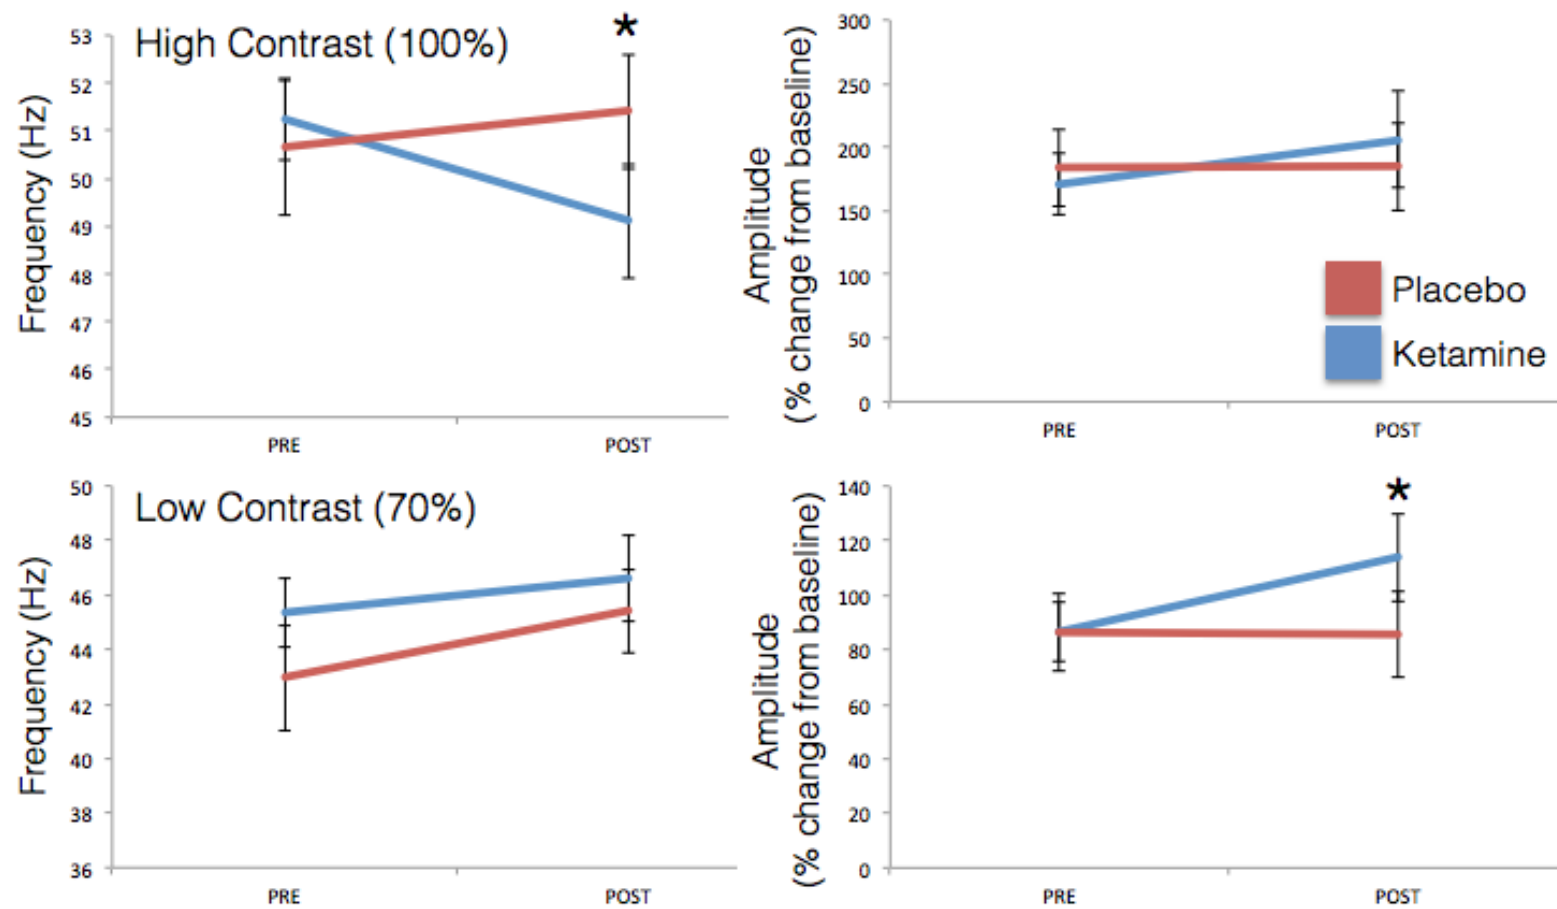 High Contrast (100%)
*
Frequency (Hz)
53
52
51
50
49
48
47
46
45
PRE
POST
Amplitude
(% change from baseline)
300
250
200
150
100
50
0
PRE
POST
Placebo
Ketamine
Low Contrast (70%)
Frequency (Hz)
50
48
46
44
42
40
38
36
PRE
POST
*
Amplitude
(% change from baseline)
140
120
100
80
60
40
20
0
PRE
POST